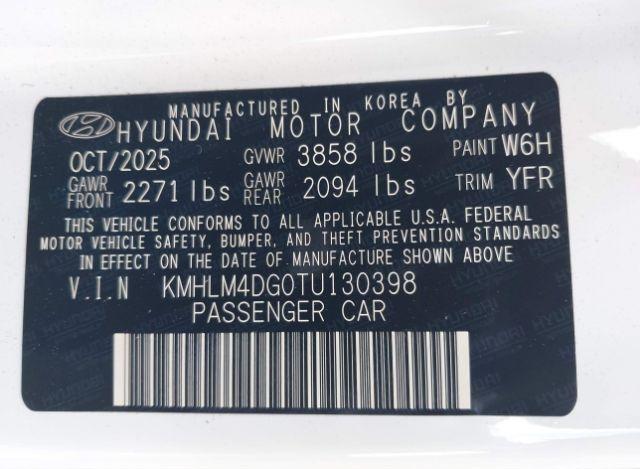 MANUFACTURED IN KOREA BY
HYUNDAI MOTOR COMPANY
OCT/2025 GVWR 3858 lbs PAINT W6H
GAWR FRONT 2271 lbs GAWR REAR 2094 lbs TRIM YFR
THIS VEHICLE CONFORMS TO ALL APPLICABLE U.S.A. FEDERAL
MOTOR VEHICLE SAFETY, BUMPER, AND THEFT PREVENTION STANDARDS
IN EFFECT ON THE DATE OF MANUFACTURE SHOWN ABOVE
V.I.N KMHLM4DG0TU130398
PASSENGER CAR